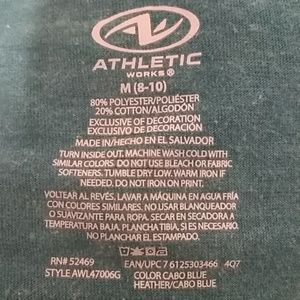 ATHLETIC
WORKS®
M (8-10)
80% POLYESTER/POLIÉSTER
20% COTTON/ALGODÓN
EXCLUSIVE OF DECORATION
EXCLUSIVO DE DECORACIÓN
MADE IN/HECHO EN EL SALVADOR
TURN INSIDE OUT. MACHINE WASH COLD WITH
SIMILAR COLORS. DO NOT USE BLEACH OR FABRIC
SOFTENERS. TUMBLE DRY LOW. WARM IRON IF
NEEDED. DO NOT IRON ON PRINT.
VOLTEAR AL REVÉS. LAVAR A MÁQUINA EN AGUA FRÍA
CON COLORES SIMILARES. NO USAR BLANQUEADOR O
SUAVIZANTE PARA ROPA. SECAR EN SECADORA A
TEMPERATURA BAJA. PLANCHA TIBIA, SI ES NECESARIO.
NO PLANCHAR EL ESTAMPADO.
RN# 52469 EAN/UPC 7 6125303466 4Q7
STYLE AWL47006G COLOR CABO BLUE
HEATHER/CABO BLUE